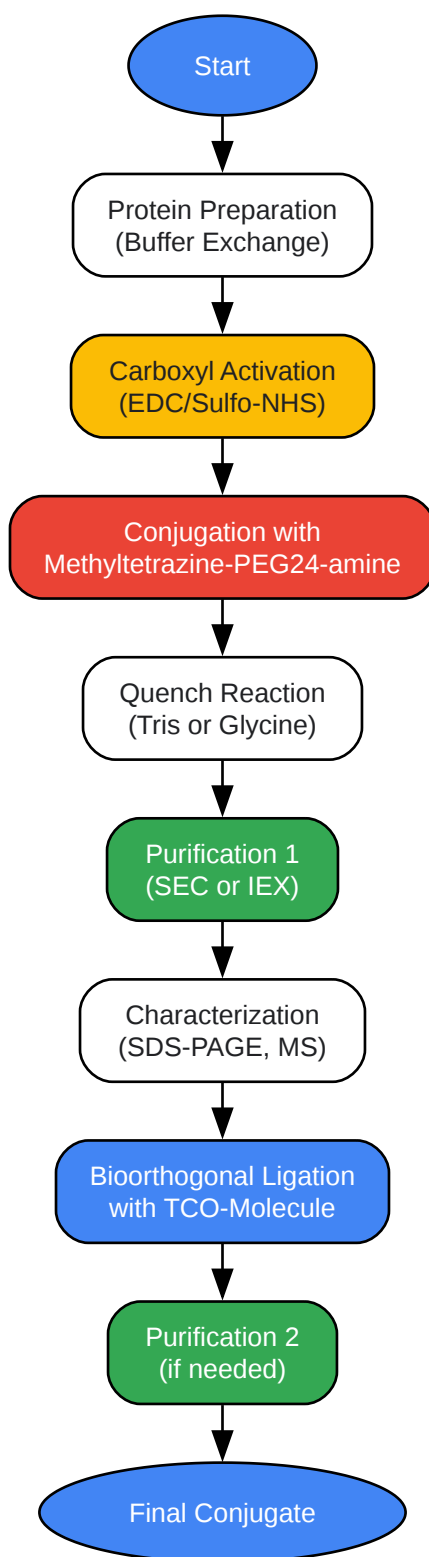 Start
Protein Preparation
(Buffer Exchange)
Carboxyl Activation
(EDC/Sulfo-NHS)
Conjugation with
Methyltetrazine-PEG24-amine
Quench Reaction
(Tris or Glycine)
Purification 1
(SEC or IEX)
Characterization
(SDS-PAGE, MS)
Bioorthogonal Ligation
with TCO-Molecule
Purification 2
(if needed)
Final Conjugate